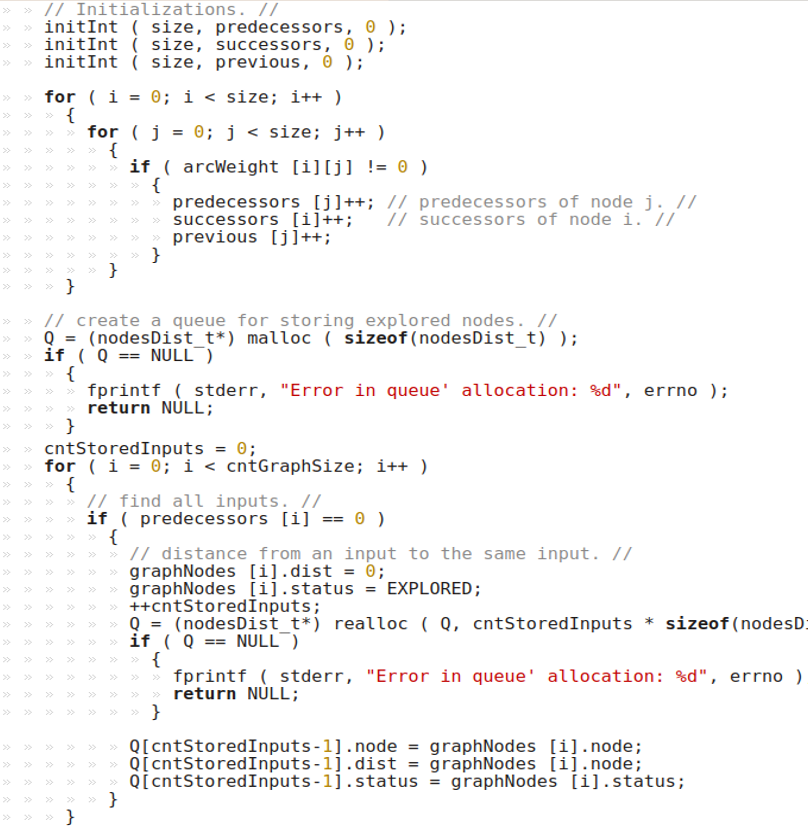 // Initializations. //
initInt ( size, predecessors, 0 );
initInt ( size, successors, 0 );
initInt ( size, previous, 0 );
for ( i = 0; i < size; i++ )
{
for ( j = 0; j < size; j++ )
{
if ( arcWeight [i][j] != 0 )
{
predecessors [j]++; // predecessors of node j. //
successors [i]++; // successors of node i. //
previous [j]++;
}
}
}
// create a queue for storing explored nodes. //
Q = (nodesDist_t*) malloc ( sizeof(nodesDist_t) );
if ( Q == NULL )
{
fprintf ( stderr, "Error in queue' allocation: %d", errno );
return NULL;
}
cntStoredInputs = 0;
for ( i = 0; i < cntGraphSize; i++ )
{
// find all inputs. //
if ( predecessors [i] == 0 )
{
// distance from an input to the same input. //
graphNodes [i].dist = 0;
graphNodes [i].status = EXPLORED;
++cntStoredInputs;
Q = (nodesDist_t*) realloc ( Q, cntStoredInputs * sizeof(nodesD
if ( Q == NULL )
{
fprintf ( stderr, "Error in queue' allocation: %d", errno )
return NULL;
}
Q[cntStoredInputs-1].node = graphNodes [i].node;
Q[cntStoredInputs-1].dist = graphNodes [i].node;
Q[cntStoredInputs-1].status = graphNodes [i].status;
}
}